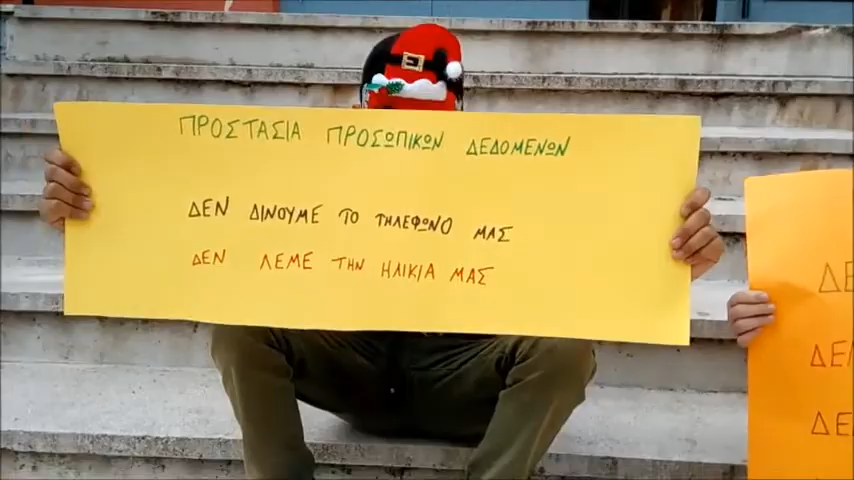 ΠΡΟΣΤΑΣΙΑ ΠΡΟΣΩΠΙΚΩΝ ΔΕΔΟΜΕΝΩΝ
ΔΕΝ ΔΙΝΟΥΜΕ ΤΟ ΤΗΛΕΦΩΝΟ ΜΑΣ
ΔΕΝ ΛΕΜΕ ΤΗΝ ΗΛΙΚΙΑ ΜΑΣ